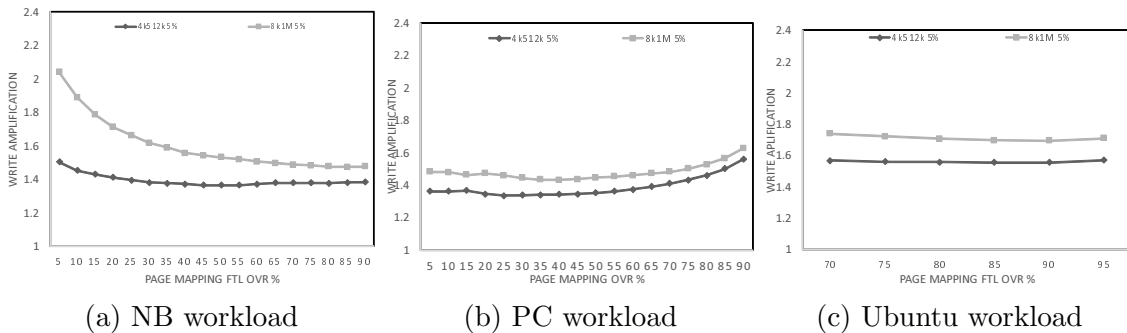 2.4
2.2
2
1.8
1.6
1.4
1.2
1
WRITE AMPLIFICATION
4k512k 5%
8k1M 5%
5 10 15 20 25 30 35 40 45 50 55 60 65 70 75 80 85 90
PAGE MAPPING FTL OVR %
(a) NB workload
2.4
2.2
2
1.8
1.6
1.4
1.2
1
WRITE AMPLIFICATION
4k512k 5%
8k1M 5%
5 10 15 20 25 30 35 40 45 50 55 60 65 70 75 80 85 90
PAGE MAPPING FTL OVR %
(b) PC workload
2.4
2.2
2
1.8
1.6
1.4
1.2
1
WRITE APLIFICATION
4k512k 5%
8k1M 5%
70 75 80 85 90 95
PAGE MAPPING FTL OVR %
(c) Ubuntu workload